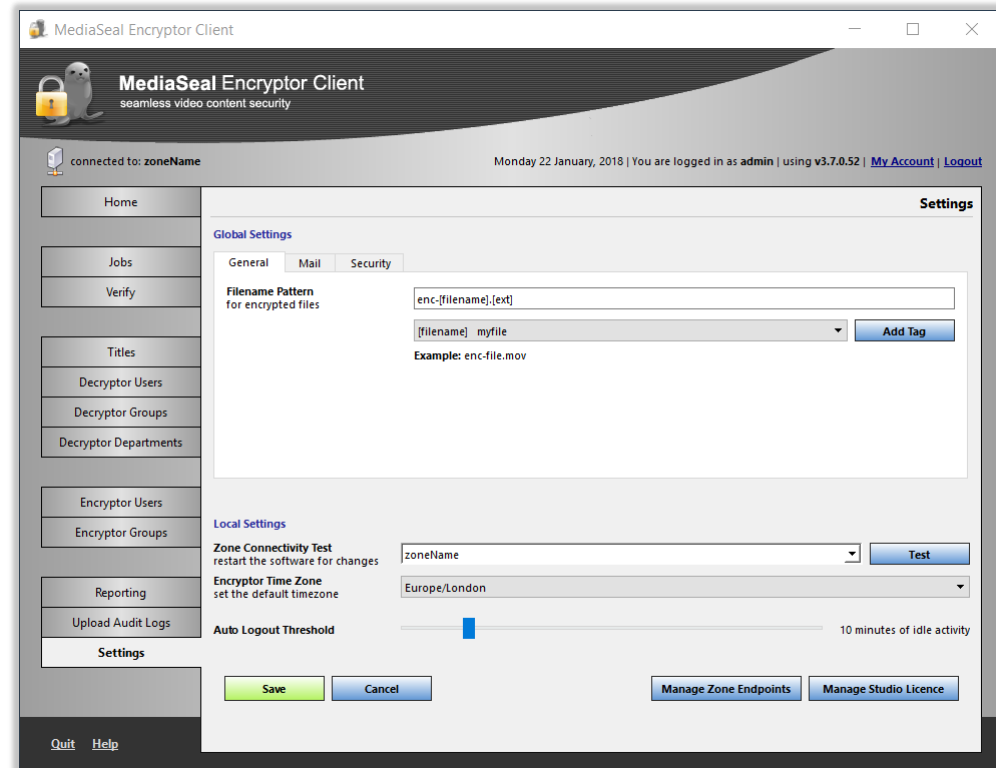 MediaSeal Encryptor Client
MediaSeal Encryptor Client
seamless video content security
connected to: zoneName
Monday 22 January, 2018 | You are logged in as admin | using v3.7.0.52 | My Account | Logout
Home
Jobs
Verify
Titles
Decryptor Users
Decryptor Groups
Decryptor Departments
Encryptor Users
Encryptor Groups
Reporting
Upload Audit Logs
Settings
Quit Help
Settings
Global Settings
General Mail Security
Filename Pattern
for encrypted files
enc-[filename].[ext]
[filename] myfile
Add Tag
Example: enc-file.mov
Local Settings
Zone Connectivity Test
restart the software for changes
zoneName
Test
Encryptor Time Zone
set the default timezone
Europe/London
Auto Logout Threshold
10 minutes of idle activity
Save Cancel Manage Zone Endpoints Manage Studio Licence